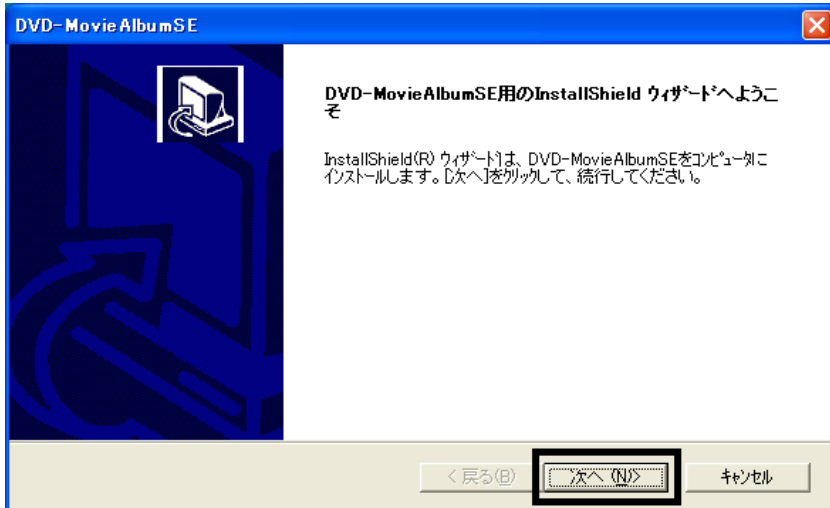 DVD-MovieAlbumSE
DVD-MovieAlbumSE用のInstallShield ウィザードへようこ
そ
InstallShield(R) ウィザードは、DVD-MovieAlbumSEをコンピュータに
インストールします。[次へ]をクリックして、続行してください。
< 戻る(B)
次へ (N)>
キャンセル